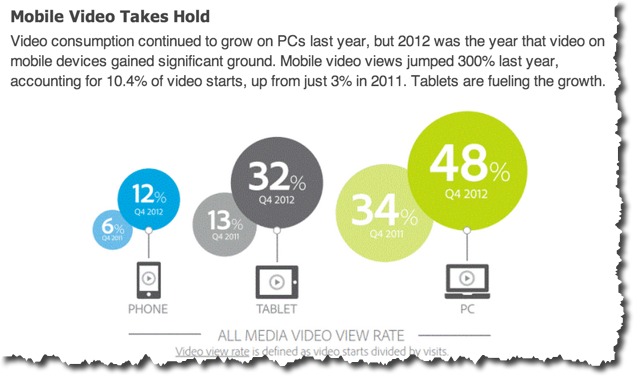 Mobile Video Takes Hold
Video consumption continued to grow on PCs last year, but 2012 was the year that video on
mobile devices gained significant ground. Mobile video views jumped 300% last year,
accounting for 10.4% of video starts, up from just 3% in 2011. Tablets are fueling the growth.
6%
Q4 2011
12%
Q4 2012
13%
Q4 2011
32%
Q4 2012
34%
Q4 2011
48%
Q4 2012
PHONE
TABLET
PC
ALL MEDIA VIDEO VIEW RATE
Video view rate is defined as video starts divided by visits.